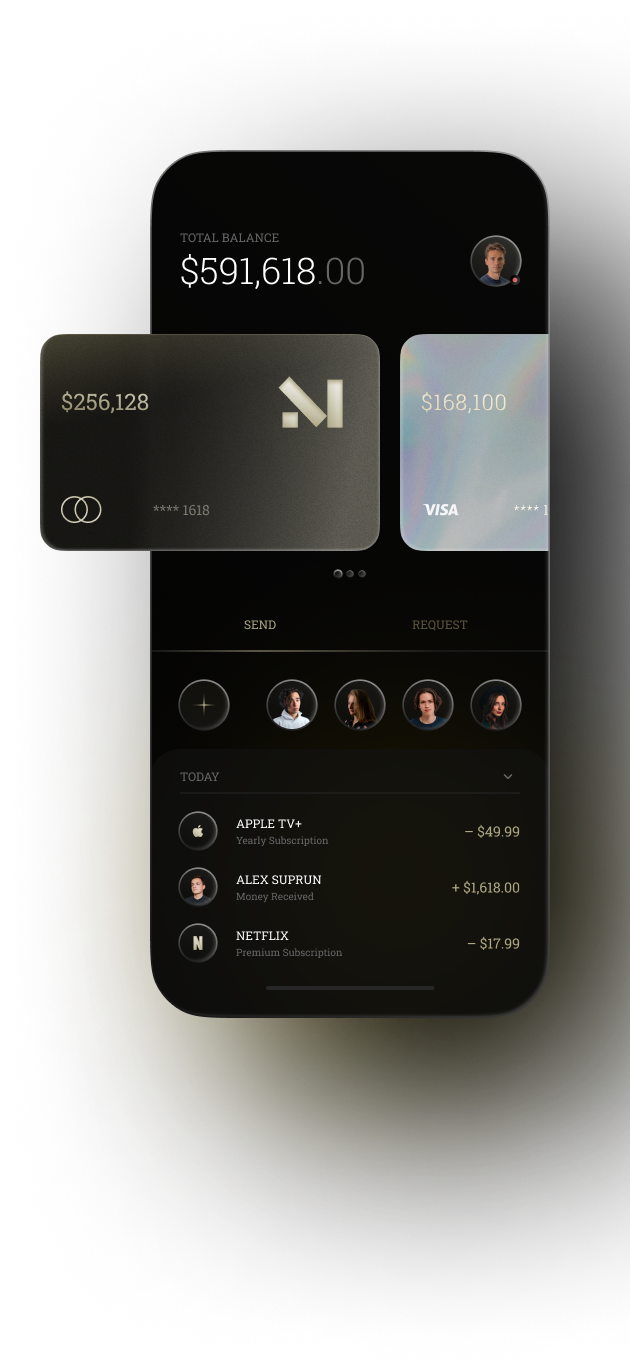 TOTAL BALANCE
$591,618.00
$256,128
$168,100
**** 1618
VISA
**** 1
SEND
REQUEST
TODAY
APPLE TV+
Yearly Subscription
– $49.99
ALEX SUPRUN
Money Received
+ $1,618.00
N
NETFLIX
Premium Subscription
– $17.99